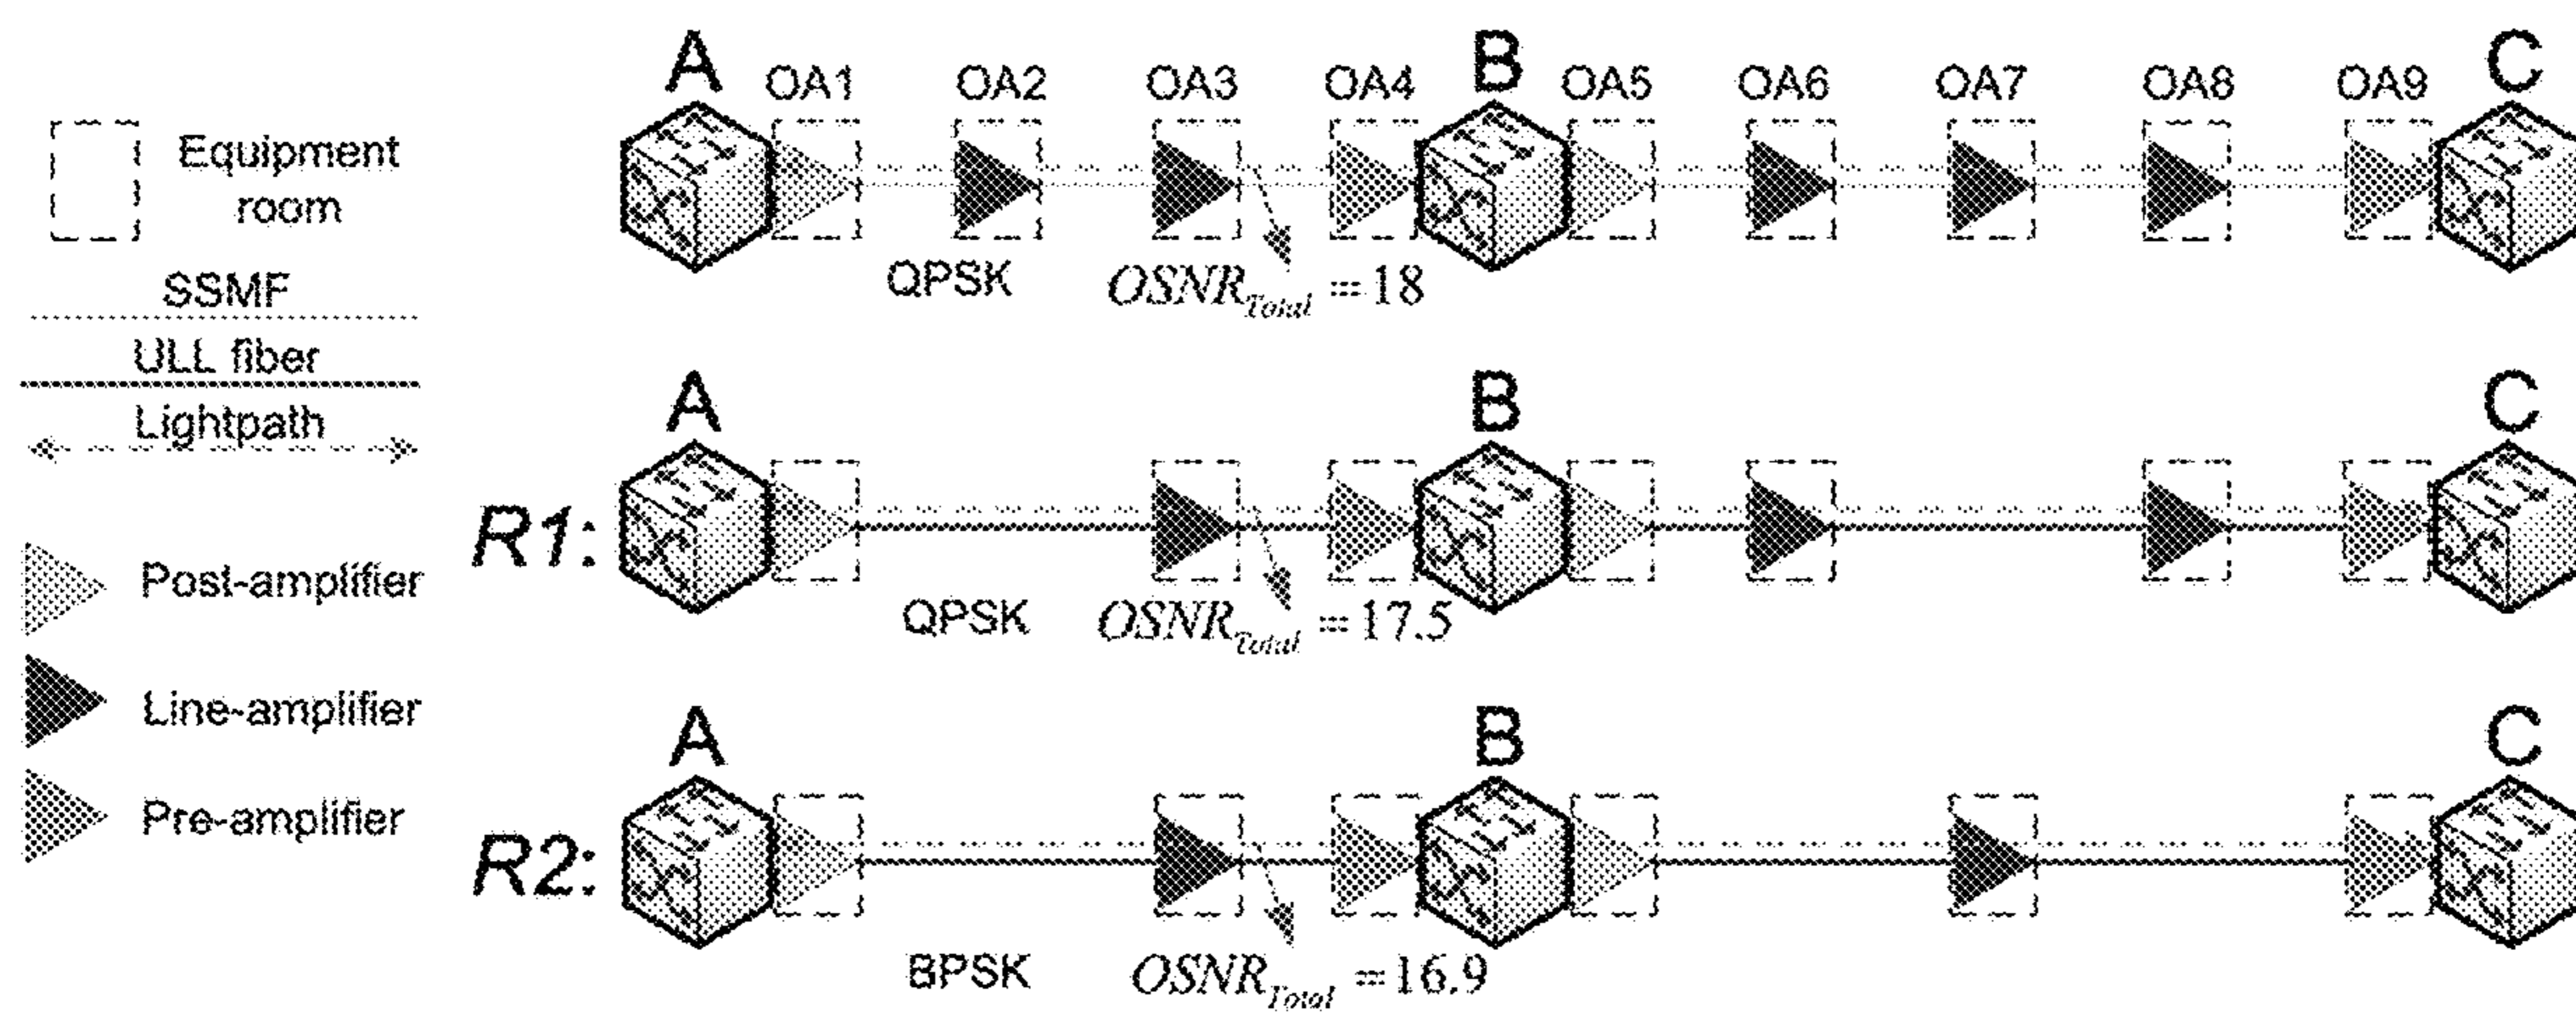 A OA1 OA2 OA3 OA4 B OA5 OA6 OA7 OA8 OA9 C
Equipment
room
SSMF
ULL fiber
Lightpath
Post-amplifier
Line-amplifier
Pre-amplifier
QPSK OSNR_Total = 18
A B C
R1:
QPSK OSNR_Total = 17.5
A B C
R2:
BPSK OSNR_Total = 16.9